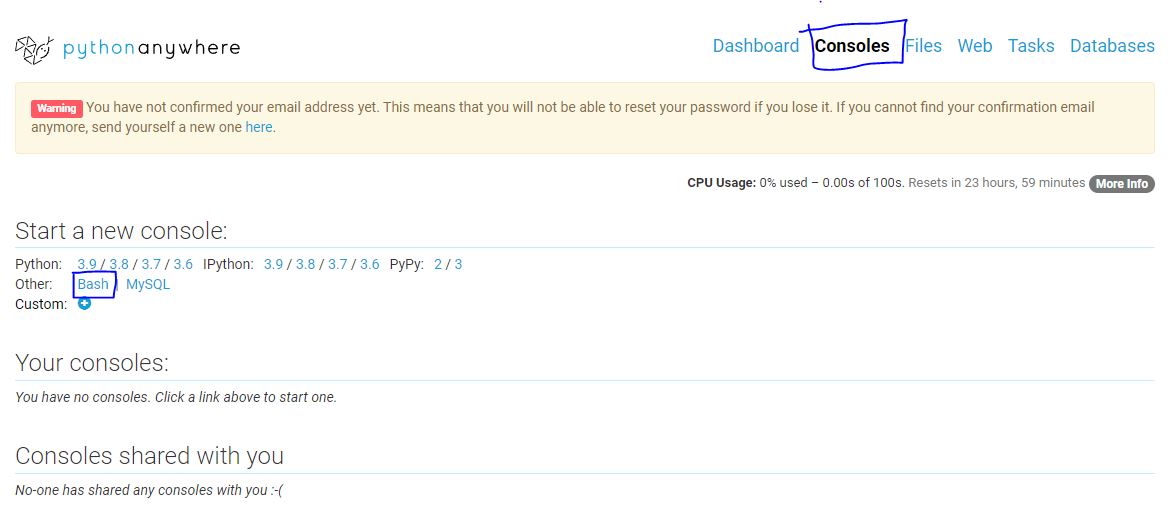 pythonanywhere
Dashboard Consoles Files Web Tasks Databases
Warning You have not confirmed your email address yet. This means that you will not be able to reset your password if you lose it. If you cannot find your confirmation email
anymore, send yourself a new one here.
CPU Usage: 0% used – 0.00s of 100s. Resets in 23 hours, 59 minutes More Info
Start a new console:
Python: 3.9 / 3.8 / 3.7 / 3.6 IPython: 3.9 / 3.8 / 3.7 / 3.6 PyPy: 2 / 3
Other: Bash | MySQL
Custom:
Your consoles:
You have no consoles. Click a link above to start one.
Consoles shared with you
No-one has shared any consoles with you :-(